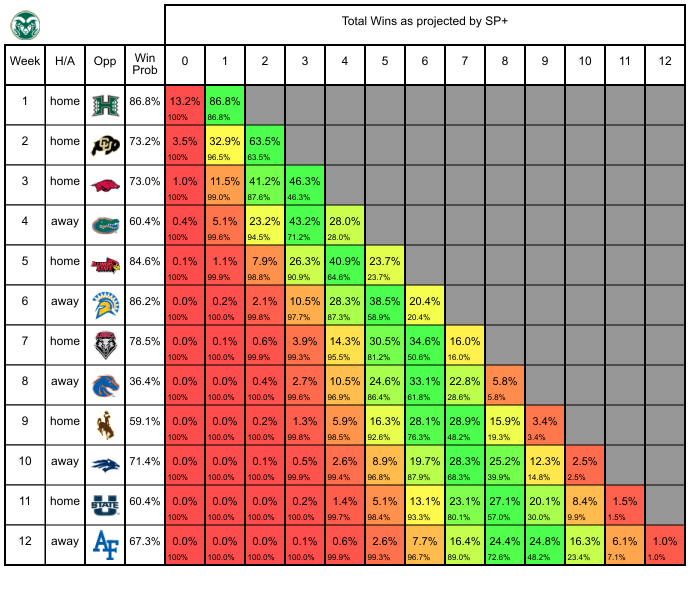 Total Wins as projected by SP+
Week H/A Opp Win Prob 0 1 2 3 4 5 6 7 8 9 10 11 12
1 home H 86.8% 13.2% 86.8%
100% 86.8%
2 home CU 73.2% 3.5% 32.9% 63.5%
100% 96.5% 63.5%
3 home 73.0% 1.0% 11.5% 41.2% 46.3%
100% 99.0% 87.6% 46.3%
4 away Gators 60.4% 0.4% 5.1% 23.2% 43.2% 28.0%
100% 99.6% 94.5% 71.2% 28.0%
5 home 84.6% 0.1% 1.1% 7.9% 26.3% 40.9% 23.7%
100% 99.9% 98.8% 90.9% 64.6% 23.7%
6 away 86.2% 0.0% 0.2% 2.1% 10.5% 28.3% 38.5% 20.4%
100% 100.0% 99.8% 97.7% 87.3% 58.9% 20.4%
7 home 78.5% 0.0% 0.1% 0.6% 3.9% 14.3% 30.5% 34.6% 16.0%
100% 100.0% 99.9% 99.3% 95.5% 81.2% 50.6% 16.0%
8 away 36.4% 0.0% 0.0% 0.4% 2.7% 10.5% 24.6% 33.1% 22.8% 5.8%
100% 100.0% 100.0% 99.6% 96.9% 86.4% 61.8% 28.6% 5.8%
9 home 59.1% 0.0% 0.0% 0.2% 1.3% 5.9% 16.3% 28.1% 28.9% 15.9% 3.4%
100% 100.0% 100.0% 99.8% 98.5% 92.6% 76.3% 48.2% 19.3% 3.4%
10 away 71.4% 0.0% 0.0% 0.1% 0.5% 2.6% 8.9% 19.7% 28.3% 25.2% 12.3% 2.5%
100% 100.0% 100.0% 99.9% 99.4% 96.8% 87.9% 68.3% 39.9% 14.8% 2.5%
11 home U STATE 60.4% 0.0% 0.0% 0.0% 0.2% 1.4% 5.1% 13.1% 23.1% 27.1% 20.1% 8.4% 1.5%
100% 100.0% 100.0% 100.0% 99.7% 98.4% 93.3% 80.1% 57.0% 30.0% 9.9% 1.5%
12 away AF 67.3% 0.0% 0.0% 0.0% 0.1% 0.6% 2.6% 7.7% 16.4% 24.4% 24.8% 16.3% 6.1% 1.0%
100% 100.0% 100.0% 100.0% 99.9% 99.3% 96.7% 89.0% 72.6% 48.2% 23.4% 7.1% 1.0%